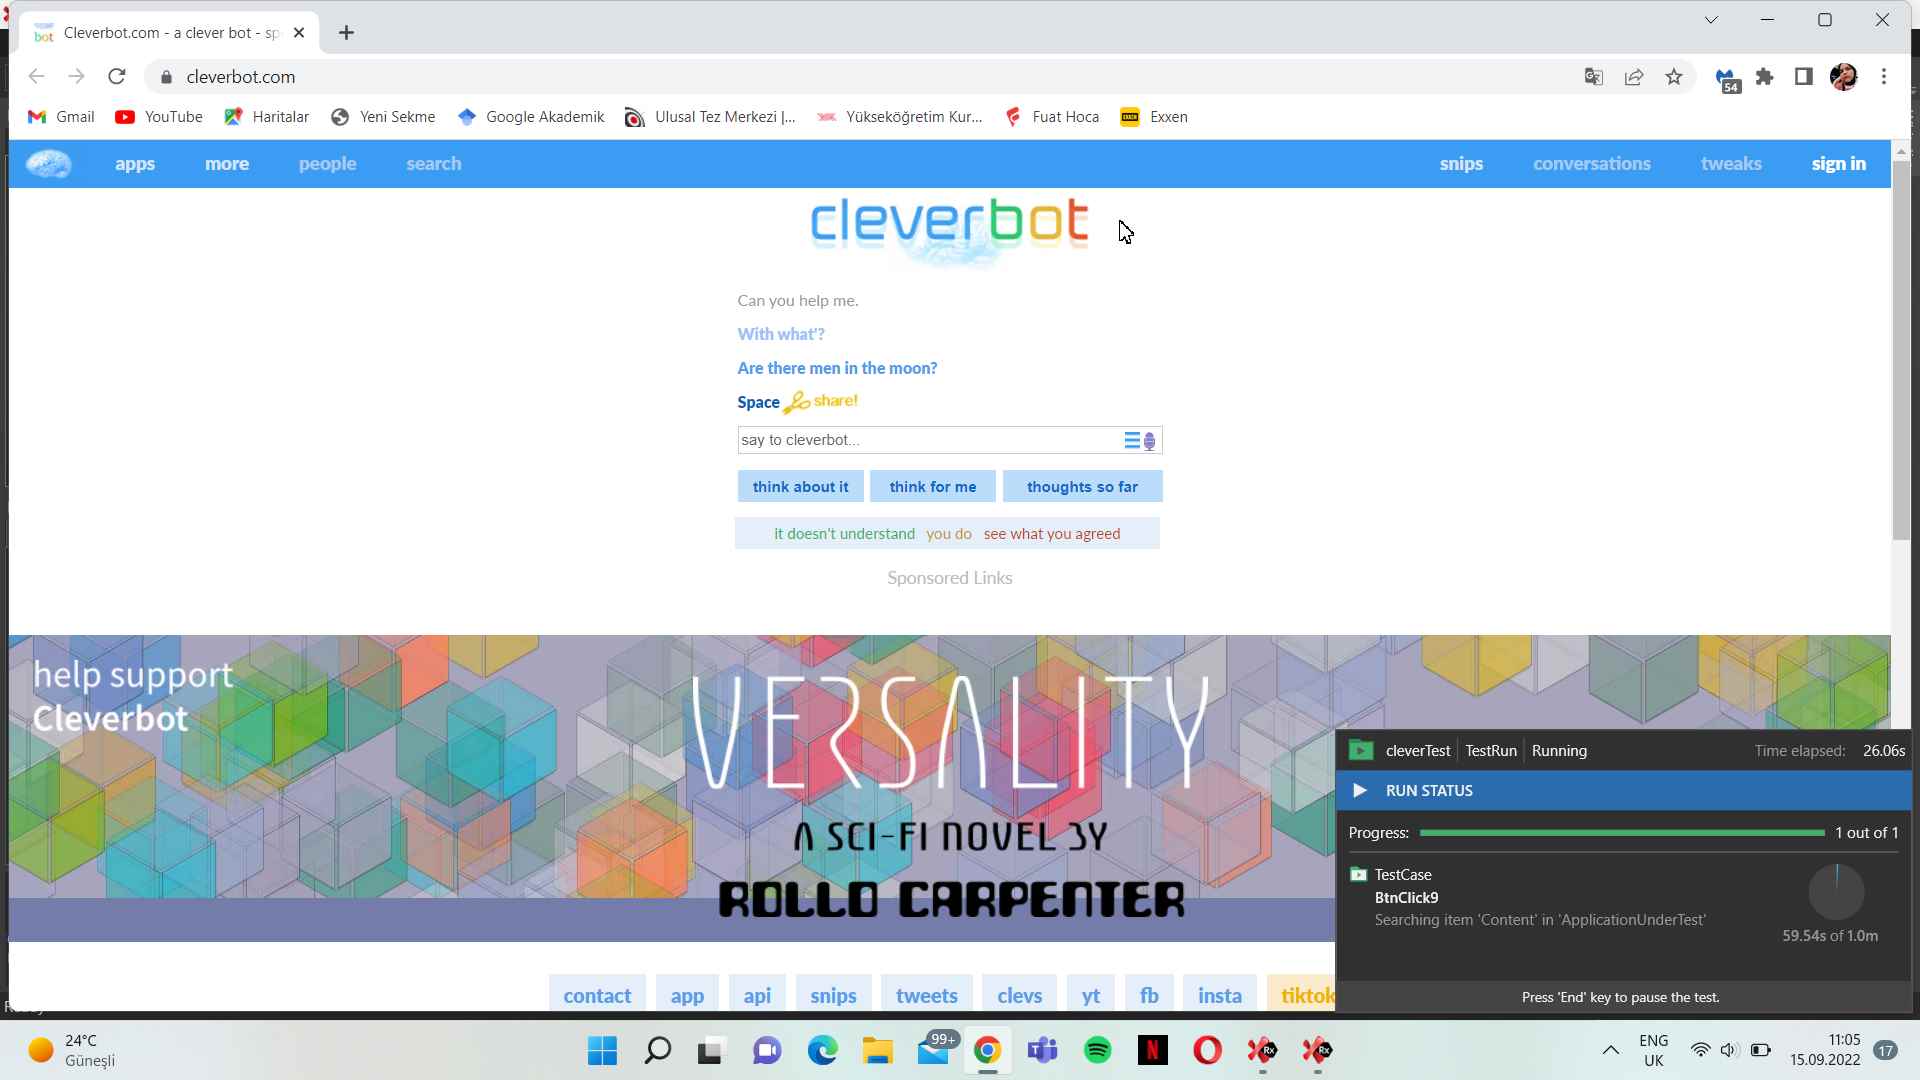 Cleverbot.com - a clever bot - sp
cleverbot.com
54
Gmail YouTube Haritalar Yeni Sekme Google Akademik Ulusal Tez Merkezi |... Yükseköğretim Kur... Fuat Hoca EXXEN Exxen
apps more people search snips conversations tweaks sign in
cleverbot
Can you help me.
With what'?
Are there men in the moon?
Space share!
say to cleverbot...
think about it think for me thoughts so far
it doesn't understand you do see what you agreed
Sponsored Links
help support
Cleverbot
VERSALITY
A SCI-FI NOVEL BY
ROLLO CARPENTER
cleverTest TestRun Running Time elapsed: 26.06s
RUN STATUS
Progress: 1 out of 1
TestCase
BtnClick9
Searching item 'Content' in 'ApplicationUnderTest'
59.54s of 1.0m
Press 'End' key to pause the test.
contact app api snips tweets clevs yt fb insta tiktok
24°C
Güneşli
99+
ENG
UK
11:05
15.09.2022
17